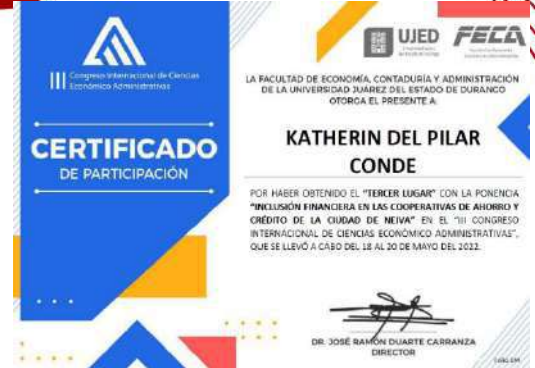 III Congreso Internacional de Ciencias
Económico Administrativas
CERTIFICADO
DE PARTICIPACIÓN
UJED
FECA
LA FACULTAD DE ECONOMÍA, CONTADURÍA Y ADMINISTRACIÓN
DE LA UNIVERSIDAD JUÁREZ DEL ESTADO DE DURANGO
OTORGA EL PRESENTE A:
KATHERIN DEL PILAR
CONDE
POR HABER OBTENIDO EL "TERCER LUGAR" CON LA PONENCIA
"INCLUSIÓN FINANCIERA EN LAS COOPERATIVAS DE AHORRO Y
CRÉDITO DE LA CIUDAD DE NEIVA" EN EL "III CONGRESO
INTERNACIONAL DE CIENCIAS ECONÓMICO ADMINISTRATIVAS",
QUE SE LLEVÓ A CABO DEL 18 AL 20 DE MAYO DEL 2022.
DR. JOSÉ RAMÓN DUARTE CARRANZA
DIRECTOR